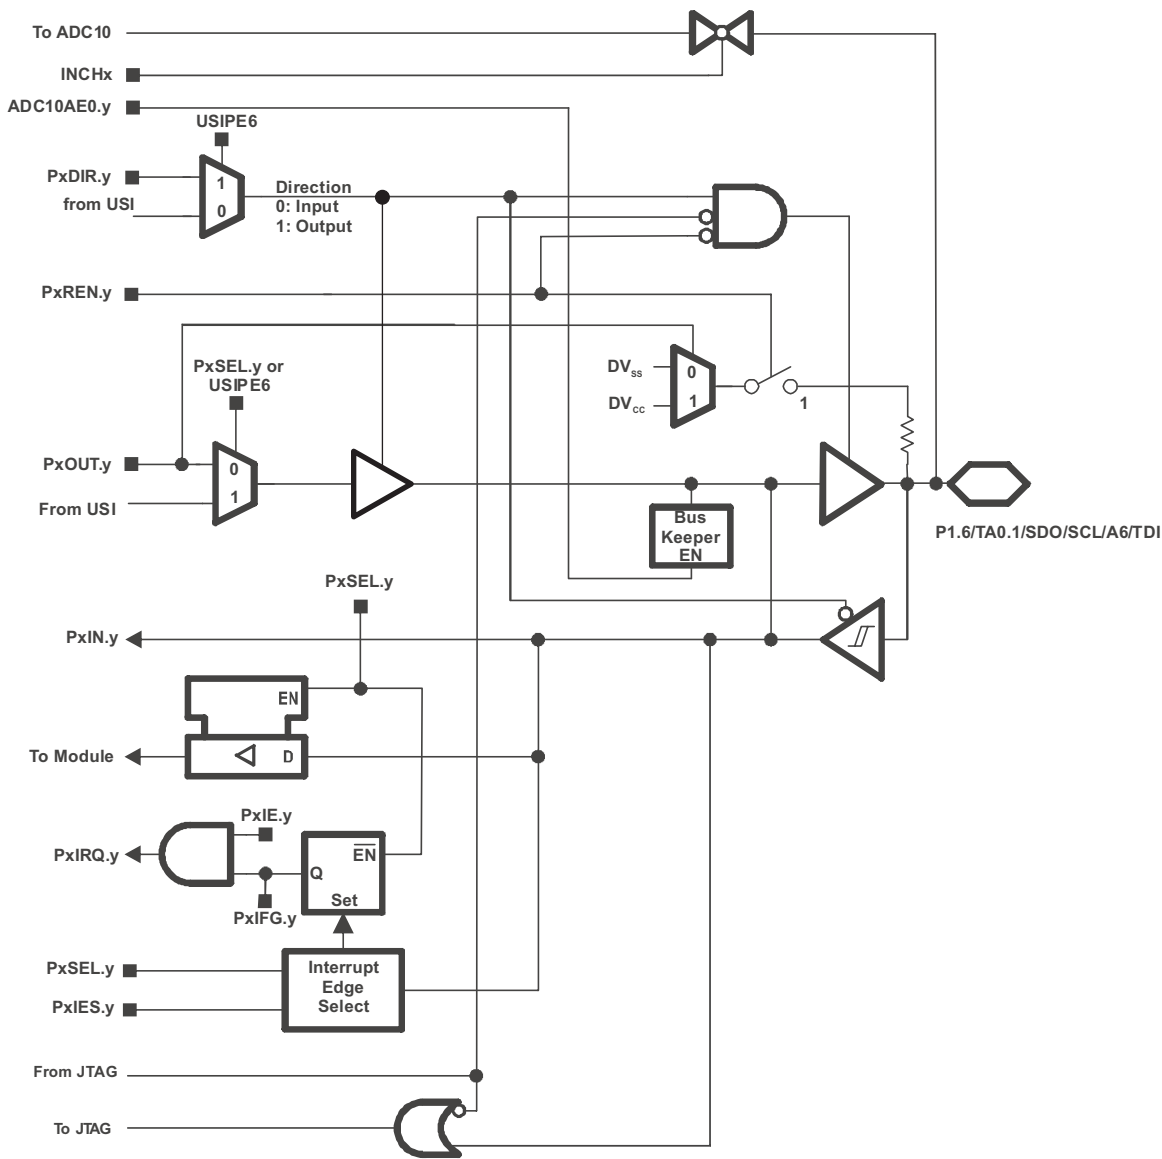 To ADC10
INCHx
ADC10AE0.y
USIPE6
PxDIR.y
1
from USI
0
Direction
0: Input
1: Output
PxREN.y
PxSEL.y or
USIPE6
DVSS
0
DVCC
1
1
PxOUT.y
0
From USI
1
Bus
Keeper
EN
P1.6/TA0.1/SDO/SCL/A6/TDI
PxSEL.y
PxIN.y
EN
To Module
D
PxIE.y
PxIRQ.y
EN
Q
Set
PxIFG.y
PxSEL.y
PxIES.y
Interrupt
Edge
Select
From JTAG
To JTAG